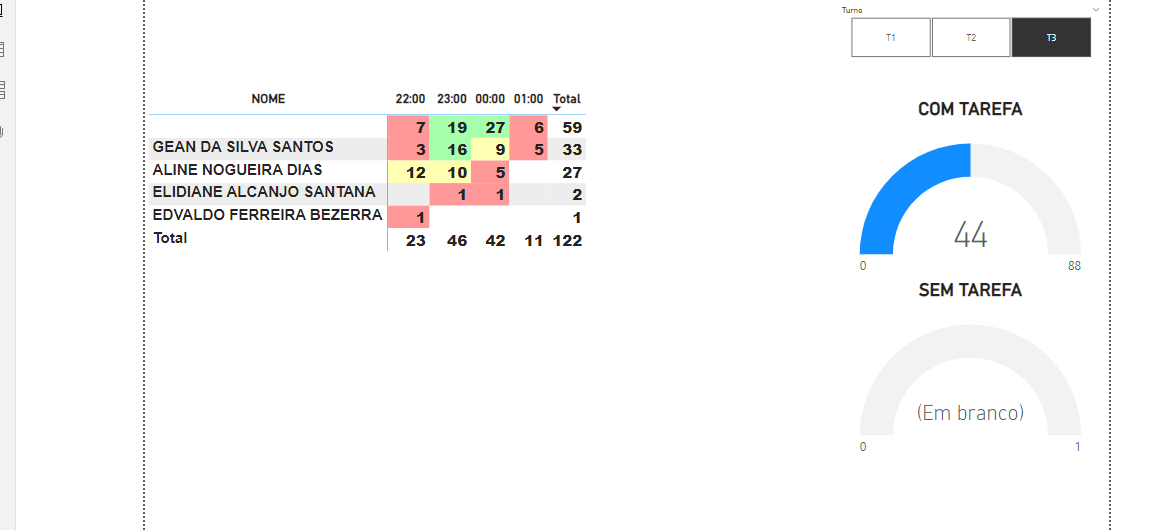 Turno
T1 T2 T3
NOME 22:00 23:00 00:00 01:00 Total
7 19 27 6 59
GEAN DA SILVA SANTOS 3 16 9 5 33
ALINE NOGUEIRA DIAS 12 10 5 27
ELIDIANE ALCANJO SANTANA 1 1 2
EDVALDO FERREIRA BEZERRA 1 1
Total 23 46 42 11 122
COM TAREFA
44
0 88
SEM TAREFA
(Em branco)
0 1